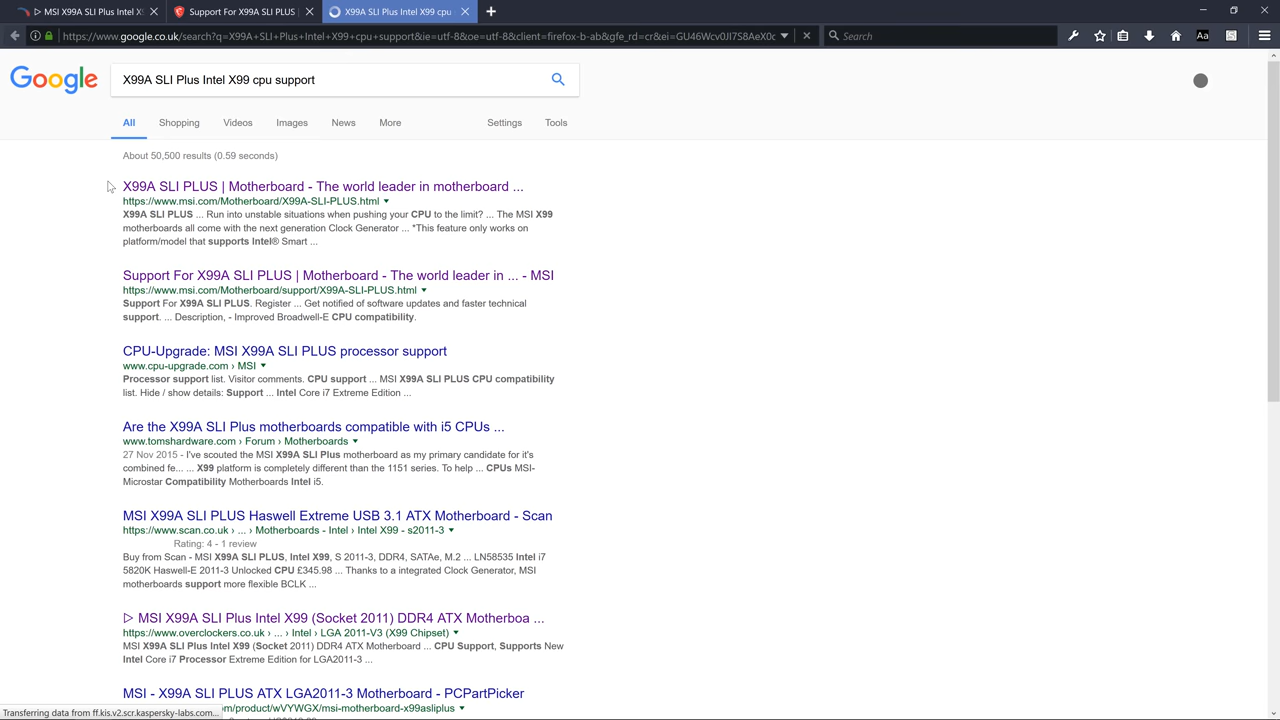 MSI X99A SLI Plus Intel X9
Support For X99A SLI PLUS |
X99A SLI Plus Intel X99 cpu
https://www.google.co.uk/search?q=X99A+SLI+Plus+Intel+X99+cpu+support&ie=utf-8&oe=utf-8&client=firefox-b-ab&gfe_rd=cr&ei=GU46Wcv0JI7S8AeX0c
Search
Aa
Google
X99A SLI Plus Intel X99 cpu support
All Shopping Videos Images News More Settings Tools
About 50,500 results (0.59 seconds)
X99A SLI PLUS | Motherboard - The world leader in motherboard ...
https://www.msi.com/Motherboard/X99A-SLI-PLUS.html
X99A SLI PLUS ... Run into unstable situations when pushing your CPU to the limit? ... The MSI X99
motherboards all come with the next generation Clock Generator ... *This feature only works on
platform/model that supports Intel® Smart ...
Support For X99A SLI PLUS | Motherboard - The world leader in ... - MSI
https://www.msi.com/Motherboard/support/X99A-SLI-PLUS.html
Support For X99A SLI PLUS. Register ... Get notified of software updates and faster technical
support. ... Description, - Improved Broadwell-E CPU compatibility.
CPU-Upgrade: MSI X99A SLI PLUS processor support
www.cpu-upgrade.com › MSI
Processor support list. Visitor comments. CPU support ... MSI X99A SLI PLUS CPU compatibility
list. Hide / show details: Support ... Intel Core i7 Extreme Edition ...
Are the X99A SLI Plus motherboards compatible with i5 CPUs ...
www.tomshardware.com › Forum › Motherboards
27 Nov 2015 - I've scouted the MSI X99A SLI Plus motherboard as my primary candidate for it's
combined fe... ... X99 platform is completely different than the 1151 series. To help ... CPUs MSI-
Microstar Compatibility Motherboards Intel i5.
MSI X99A SLI PLUS Haswell Extreme USB 3.1 ATX Motherboard - Scan
https://www.scan.co.uk › ... › Motherboards - Intel › Intel X99 - s2011-3
Rating: 4 - 1 review
Buy from Scan - MSI X99A SLI PLUS, Intel X99, S 2011-3, DDR4, SATAe, M.2 ... LN58535 Intel i7
5820K Haswell-E 2011-3 Unlocked CPU £345.98 ... Thanks to a integrated Clock Generator, MSI
motherboards support more flexible BCLK ...
▷ MSI X99A SLI Plus Intel X99 (Socket 2011) DDR4 ATX Motherboa ...
https://www.overclockers.co.uk › ... › Intel › LGA 2011-V3 (X99 Chipset)
MSI X99A SLI Plus Intel X99 (Socket 2011) DDR4 ATX Motherboard ... CPU Support, Supports New
Intel Core i7 Processor Extreme Edition for LGA2011-3 ...
MSI - X99A SLI PLUS ATX LGA2011-3 Motherboard - PCPartPicker
om/product/wVYWGX/msi-motherboard-x99asliplus
Transferring data from ff.kis.v2.scr.kaspersky-labs.com...